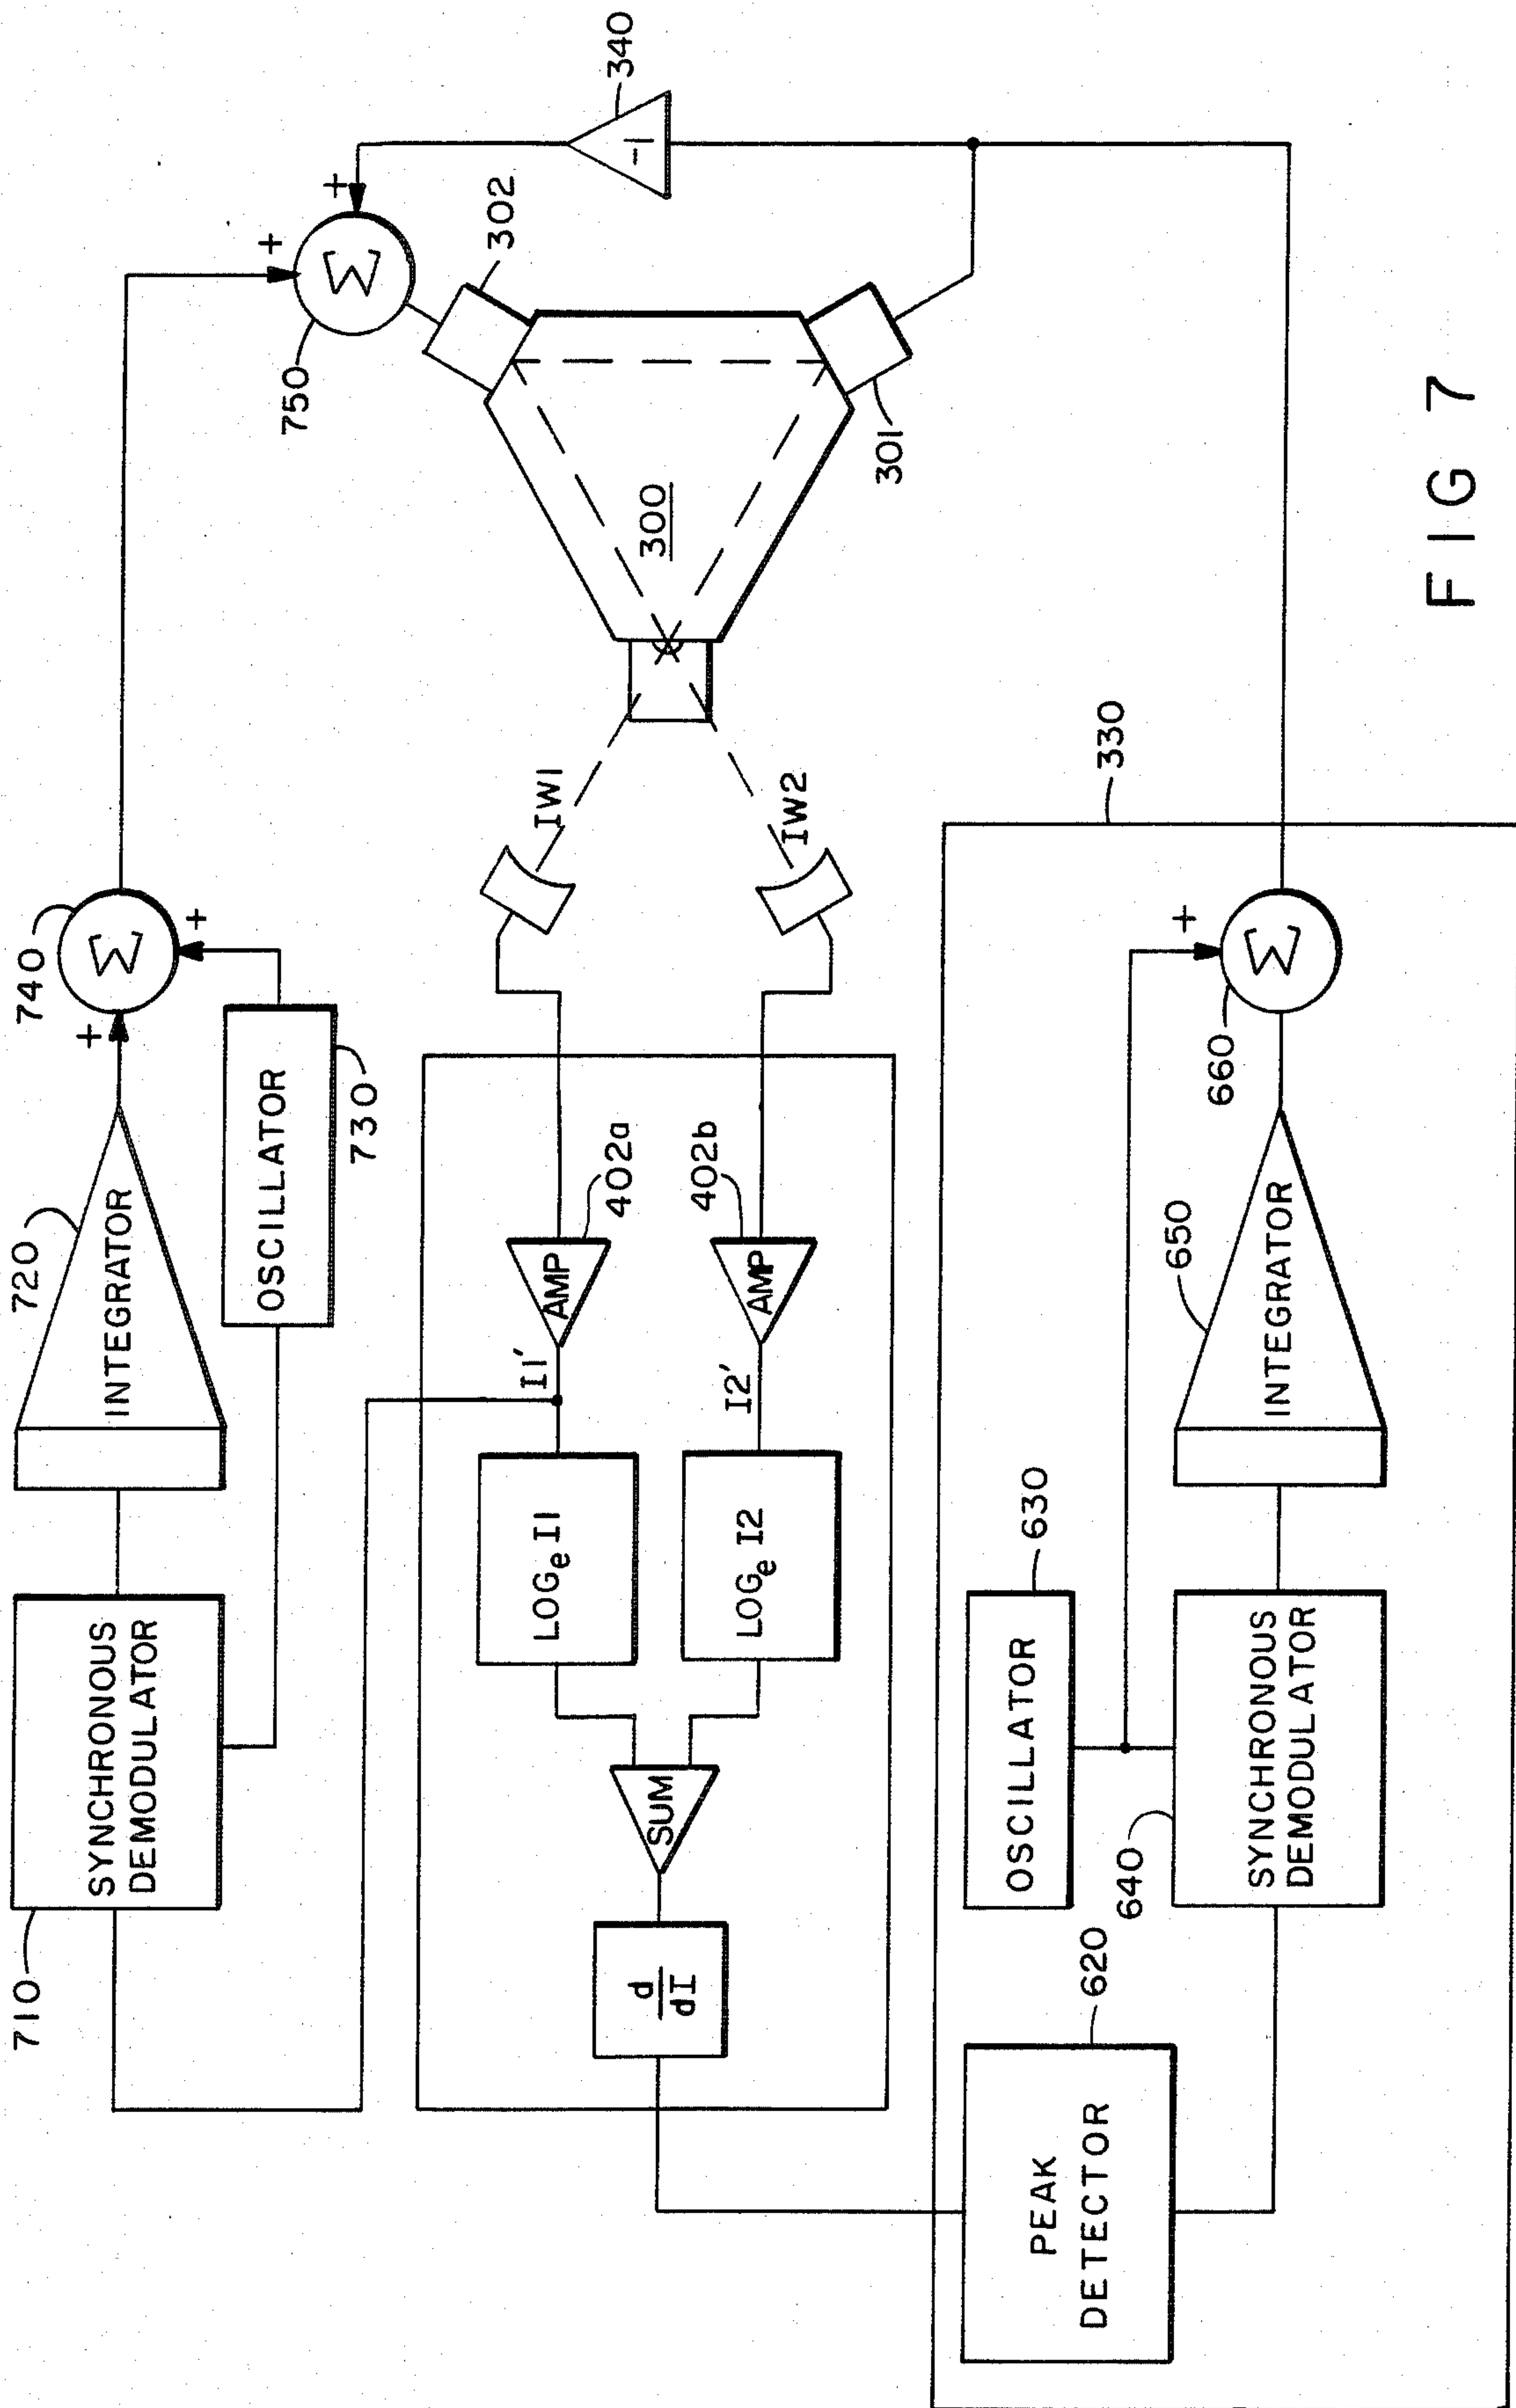 710
SYNCHRONOUS
DEMODULATOR
720
INTEGRATOR
OSCILLATOR
730
740
Σ
+
+
750
Σ
+
+
302
340
-1
300
301
IW1
IW2
402a
AMP
I1′
402b
AMP
I2′
LOGe I1
LOGe I2
SUM
d
dI
330
PEAK
DETECTOR
620
OSCILLATOR
630
640
SYNCHRONOUS
DEMODULATOR
650
INTEGRATOR
660
Σ
+
FIG 7